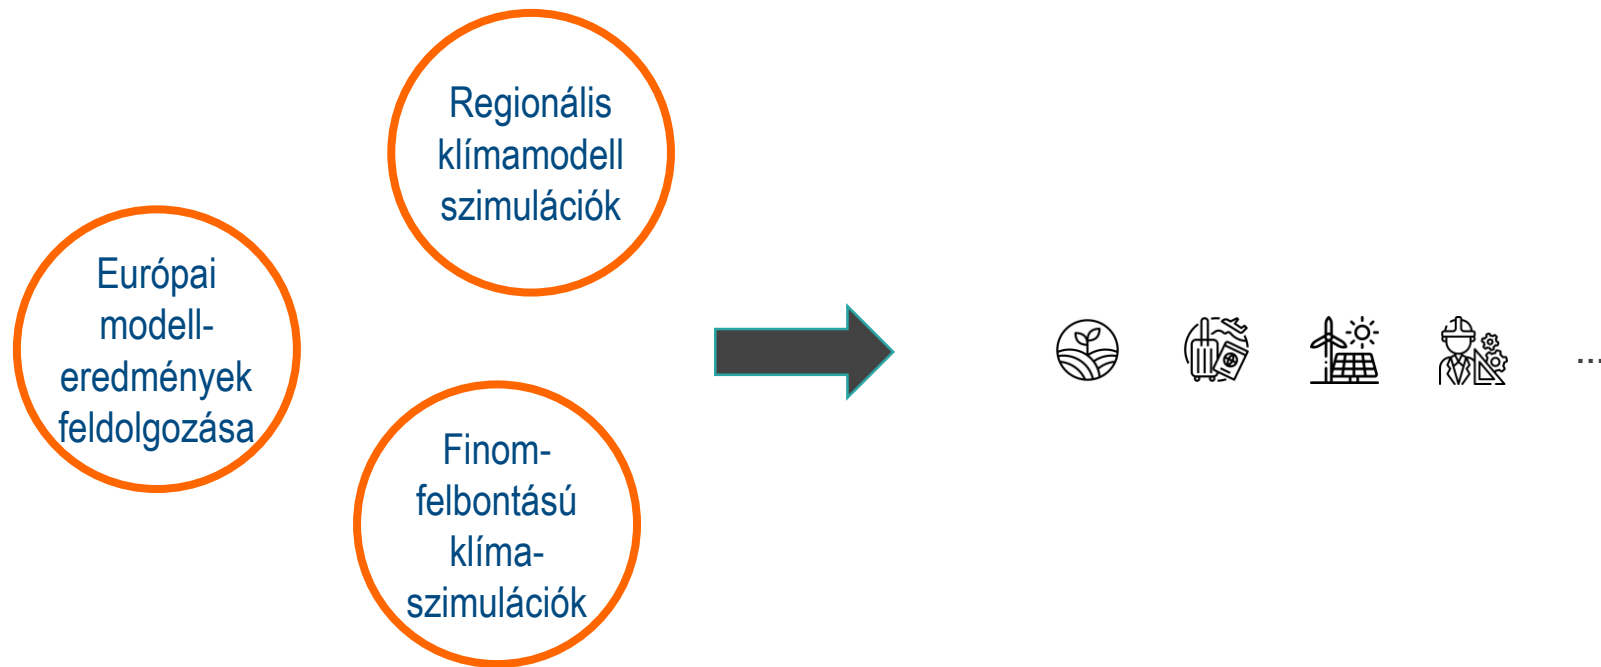 Regionális
klímamodell
szimulációk
Európai
modell-
eredmények
feldolgozása
Finom-
felbontású
klíma-
szimulációk
...